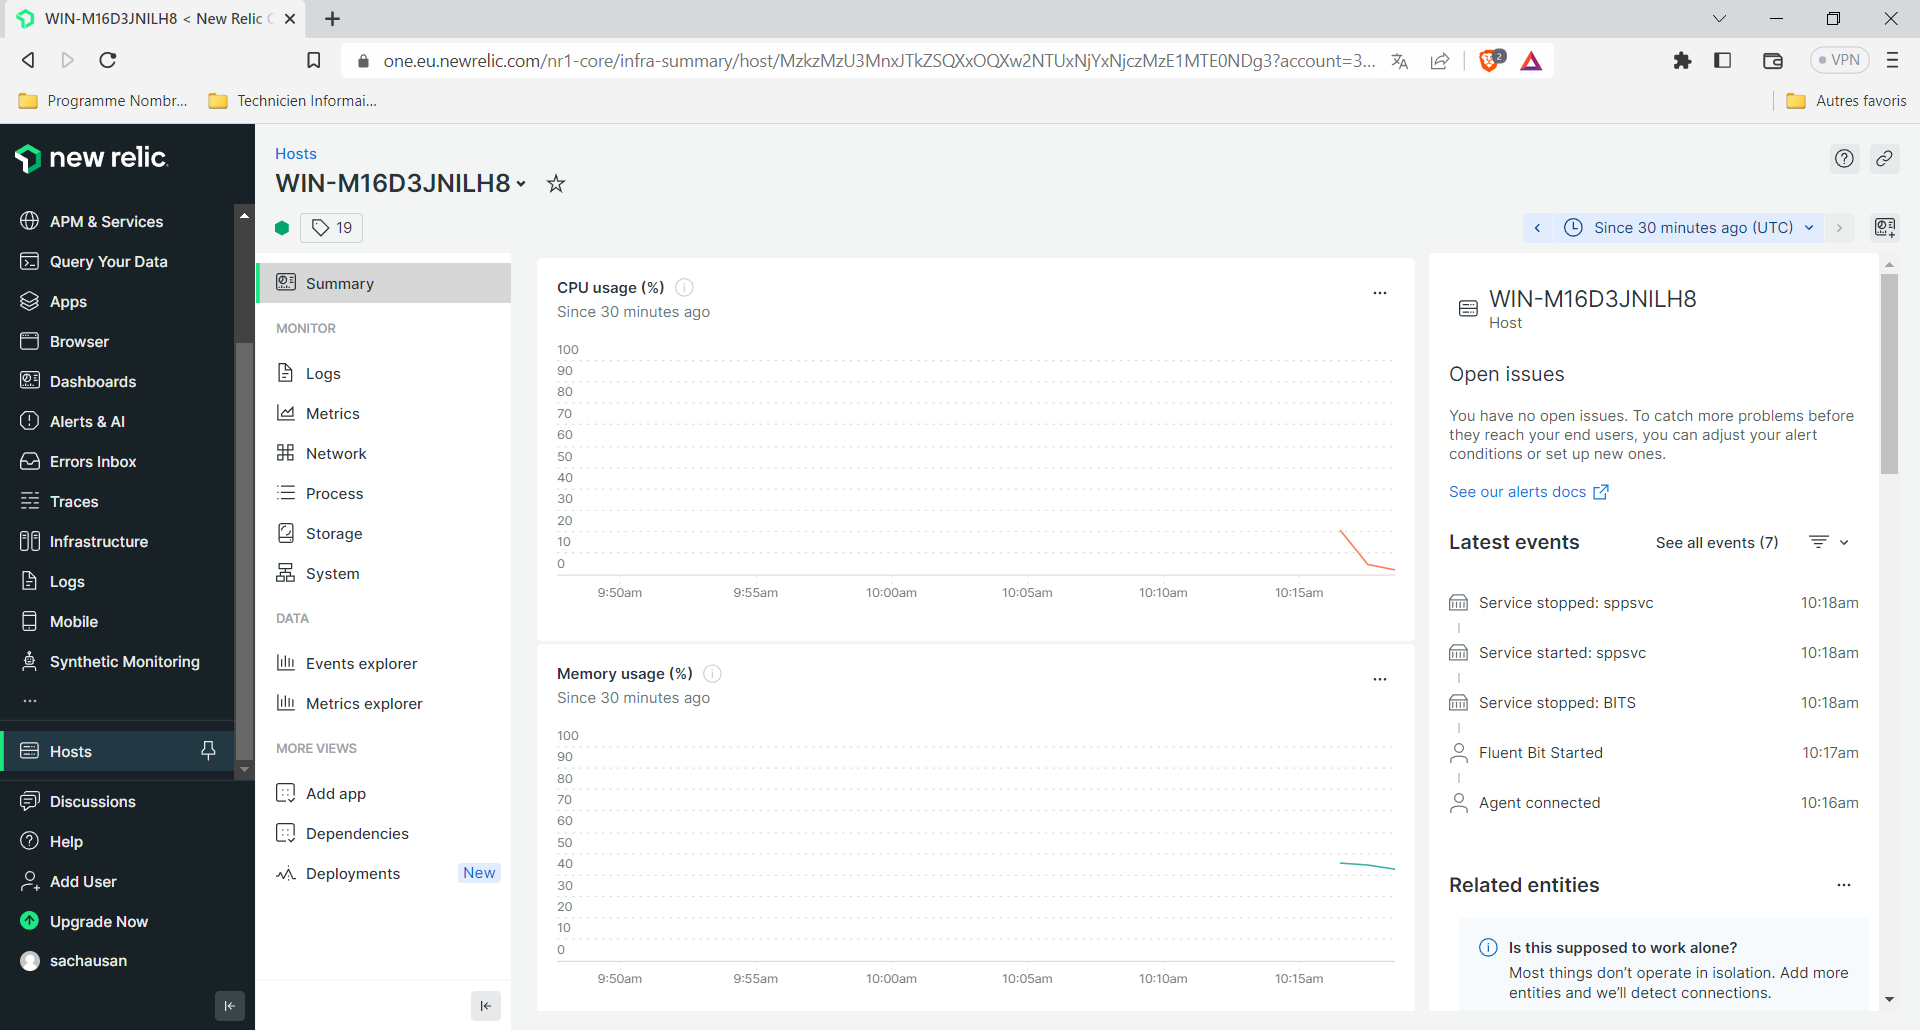 WIN-M16D3JNILH8 < New Relic
one.eu.newrelic.com/nr1-core/infra-summary/host/MzkzMzU3MnxJTkZSQXxOQXw2NTUxNjYxNjczMzE1MTE0NDg3?account=3...
2
VPN
Programme Nombr...
Technicien Informai...
Autres favoris
new relic
APM & Services
Query Your Data
Apps
Browser
Dashboards
Alerts & AI
Errors Inbox
Traces
Infrastructure
Logs
Mobile
Synthetic Monitoring
...
Hosts
Discussions
Help
Add User
Upgrade Now
sachausan
Hosts
WIN-M16D3JNILH8
19
Since 30 minutes ago (UTC)
Summary
MONITOR
Logs
Metrics
Network
Process
Storage
System
DATA
Events explorer
Metrics explorer
MORE VIEWS
Add app
Dependencies
Deployments New
CPU usage (%)
Since 30 minutes ago
100
90
80
70
60
50
40
30
20
10
0
9:50am 9:55am 10:00am 10:05am 10:10am 10:15am
Memory usage (%)
Since 30 minutes ago
100
90
80
70
60
50
40
30
20
10
0
9:50am 9:55am 10:00am 10:05am 10:10am 10:15am
WIN-M16D3JNILH8
Host
Open issues
You have no open issues. To catch more problems before
they reach your end users, you can adjust your alert
conditions or set up new ones.
See our alerts docs
Latest events See all events (7)
Service stopped: sppsvc 10:18am
Service started: sppsvc 10:18am
Service stopped: BITS 10:18am
Fluent Bit Started 10:17am
Agent connected 10:16am
Related entities
Is this supposed to work alone?
Most things don't operate in isolation. Add more
entities and we'll detect connections.